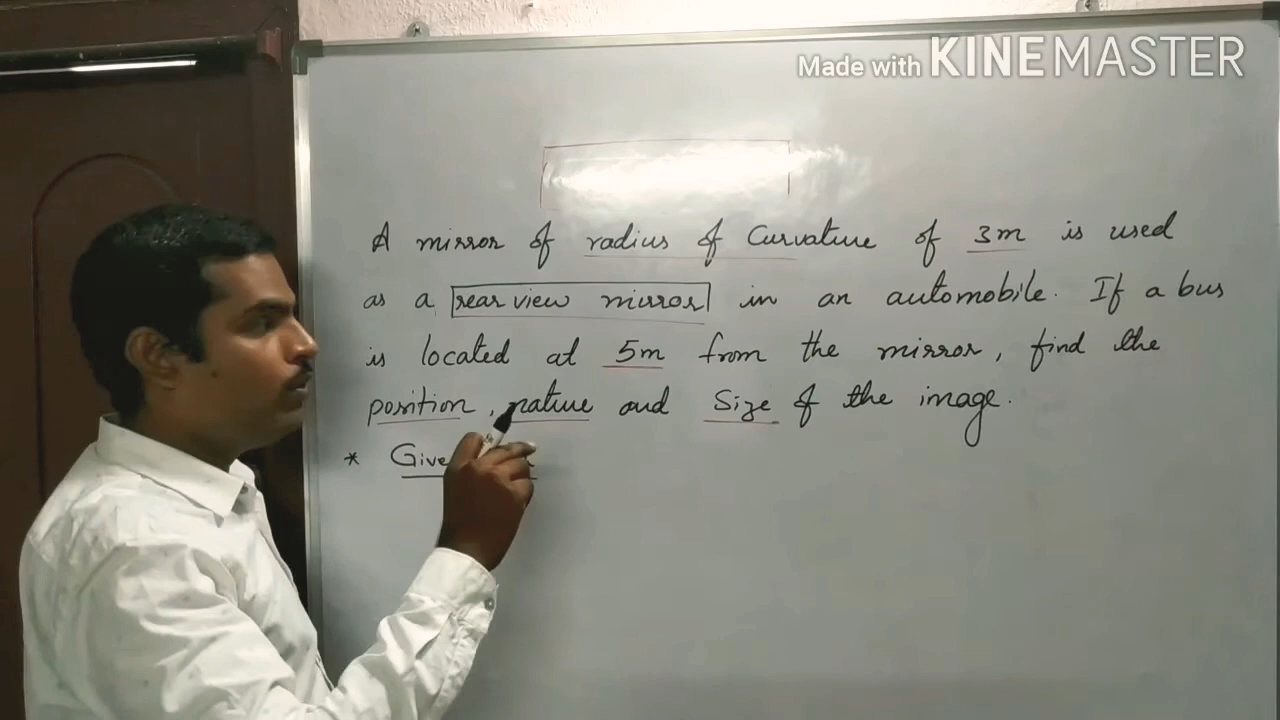 Made with KINEMASTER
A mirror of radius of Curvature of 3m is used
as a rear view mirror in an automobile. If a bus
is located at 5m from the mirror, find the
position, nature and Size of the image.
*